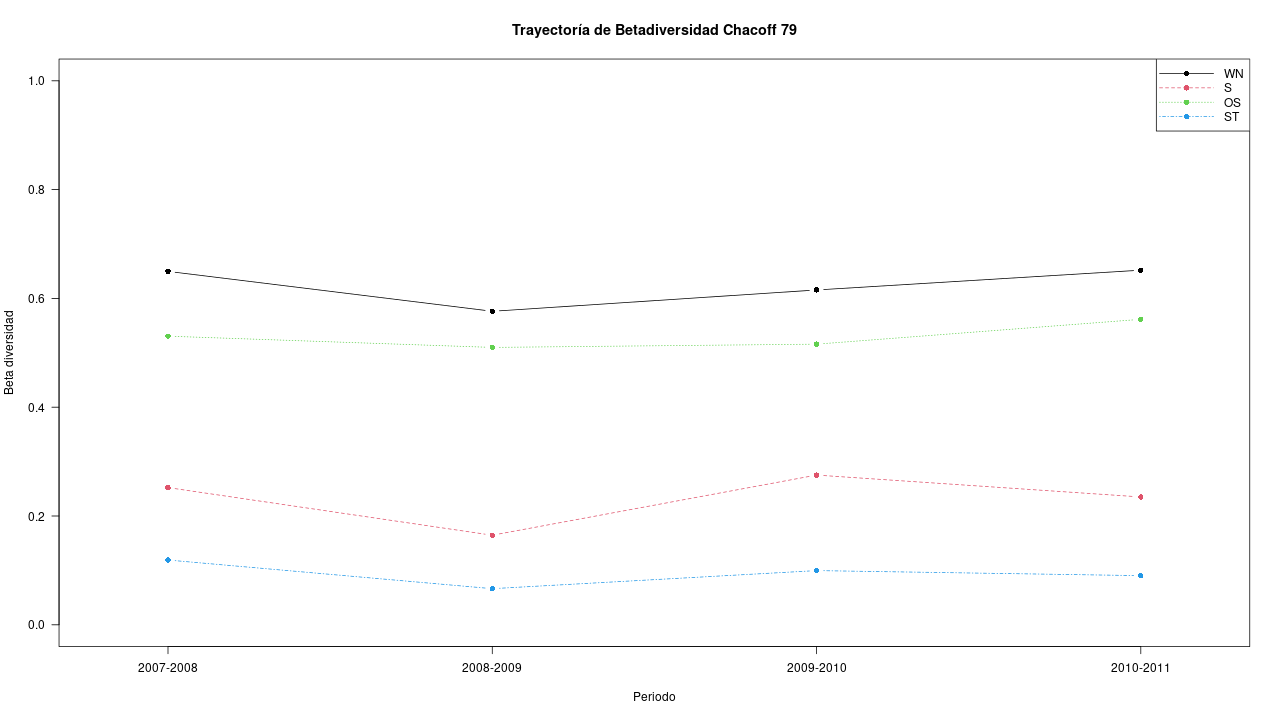 Trayectoría de Betadiversidad Chacoff 79
WN
S
OS
ST
1.0
0.8
0.6
0.4
0.2
0.0
Beta diversidad
2007-2008
2008-2009
2009-2010
2010-2011
Periodo